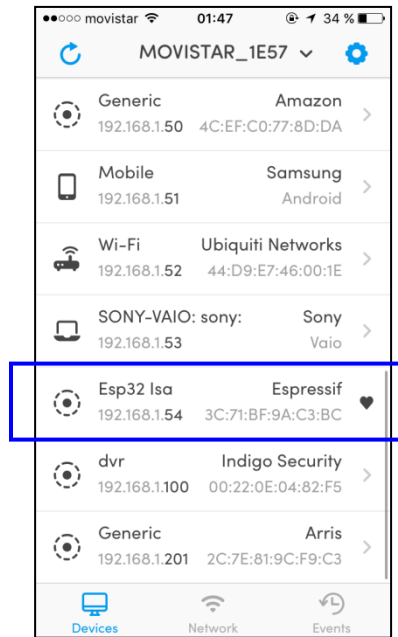 movistar 01:47 34 %
MOVISTAR_1E57
Generic Amazon
192.168.1.50 4C:EF:C0:77:8D:DA
Mobile Samsung
192.168.1.51 Android
Wi-Fi Ubiquiti Networks
192.168.1.52 44:D9:E7:46:00:1E
SONY-VAIO: sony: Sony
192.168.1.53 Vaio
Esp32 Isa Espressif
192.168.1.54 3C:71:BF:9A:C3:BC
dvr Indigo Security
192.168.1.100 00:22:0E:04:82:F5
Generic Arris
192.168.1.201 2C:7E:81:9C:F9:C3
Devices Network Events